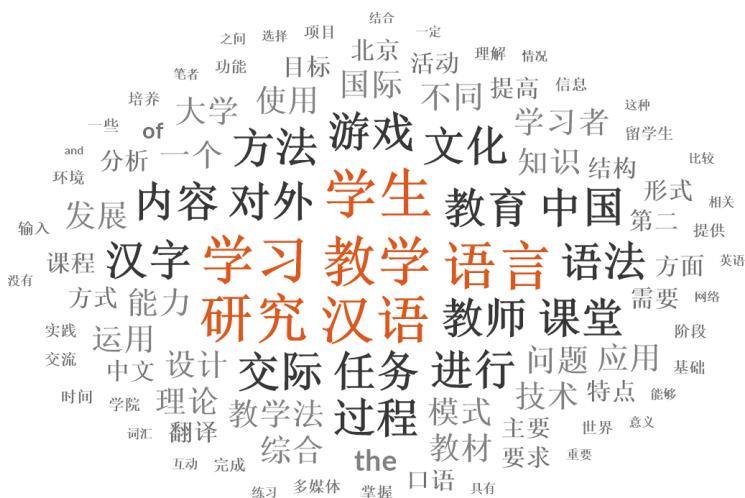 结合
之间 选择 项目 一定
北京
笔者 功能 目标 活动 理解 情况
国际
培养 大学 使用 不同 提高 信息
一些 of 方法 游戏 文化 学习者 这种
留学生
and 分析 一个 知识 结构 比较
环境 内容 对外 学生 教育 中国 形式 相关
输入 发展 第二 提供
没有 课程 汉字 学习 教学 语言 语法 方面 英语
方式 能力 需要 网络
实践 运用 研究 汉语 教师 课堂 阶段
交流 中文 设计 交际 任务 进行 问题 应用 基础
时间 学院 理论 技术 特点 能够
教学法 过程 模式
词汇 翻译 主要 世界 意义
综合 教材
互动 完成 the 要求 重要
练习 多媒体 掌握 口语 具有